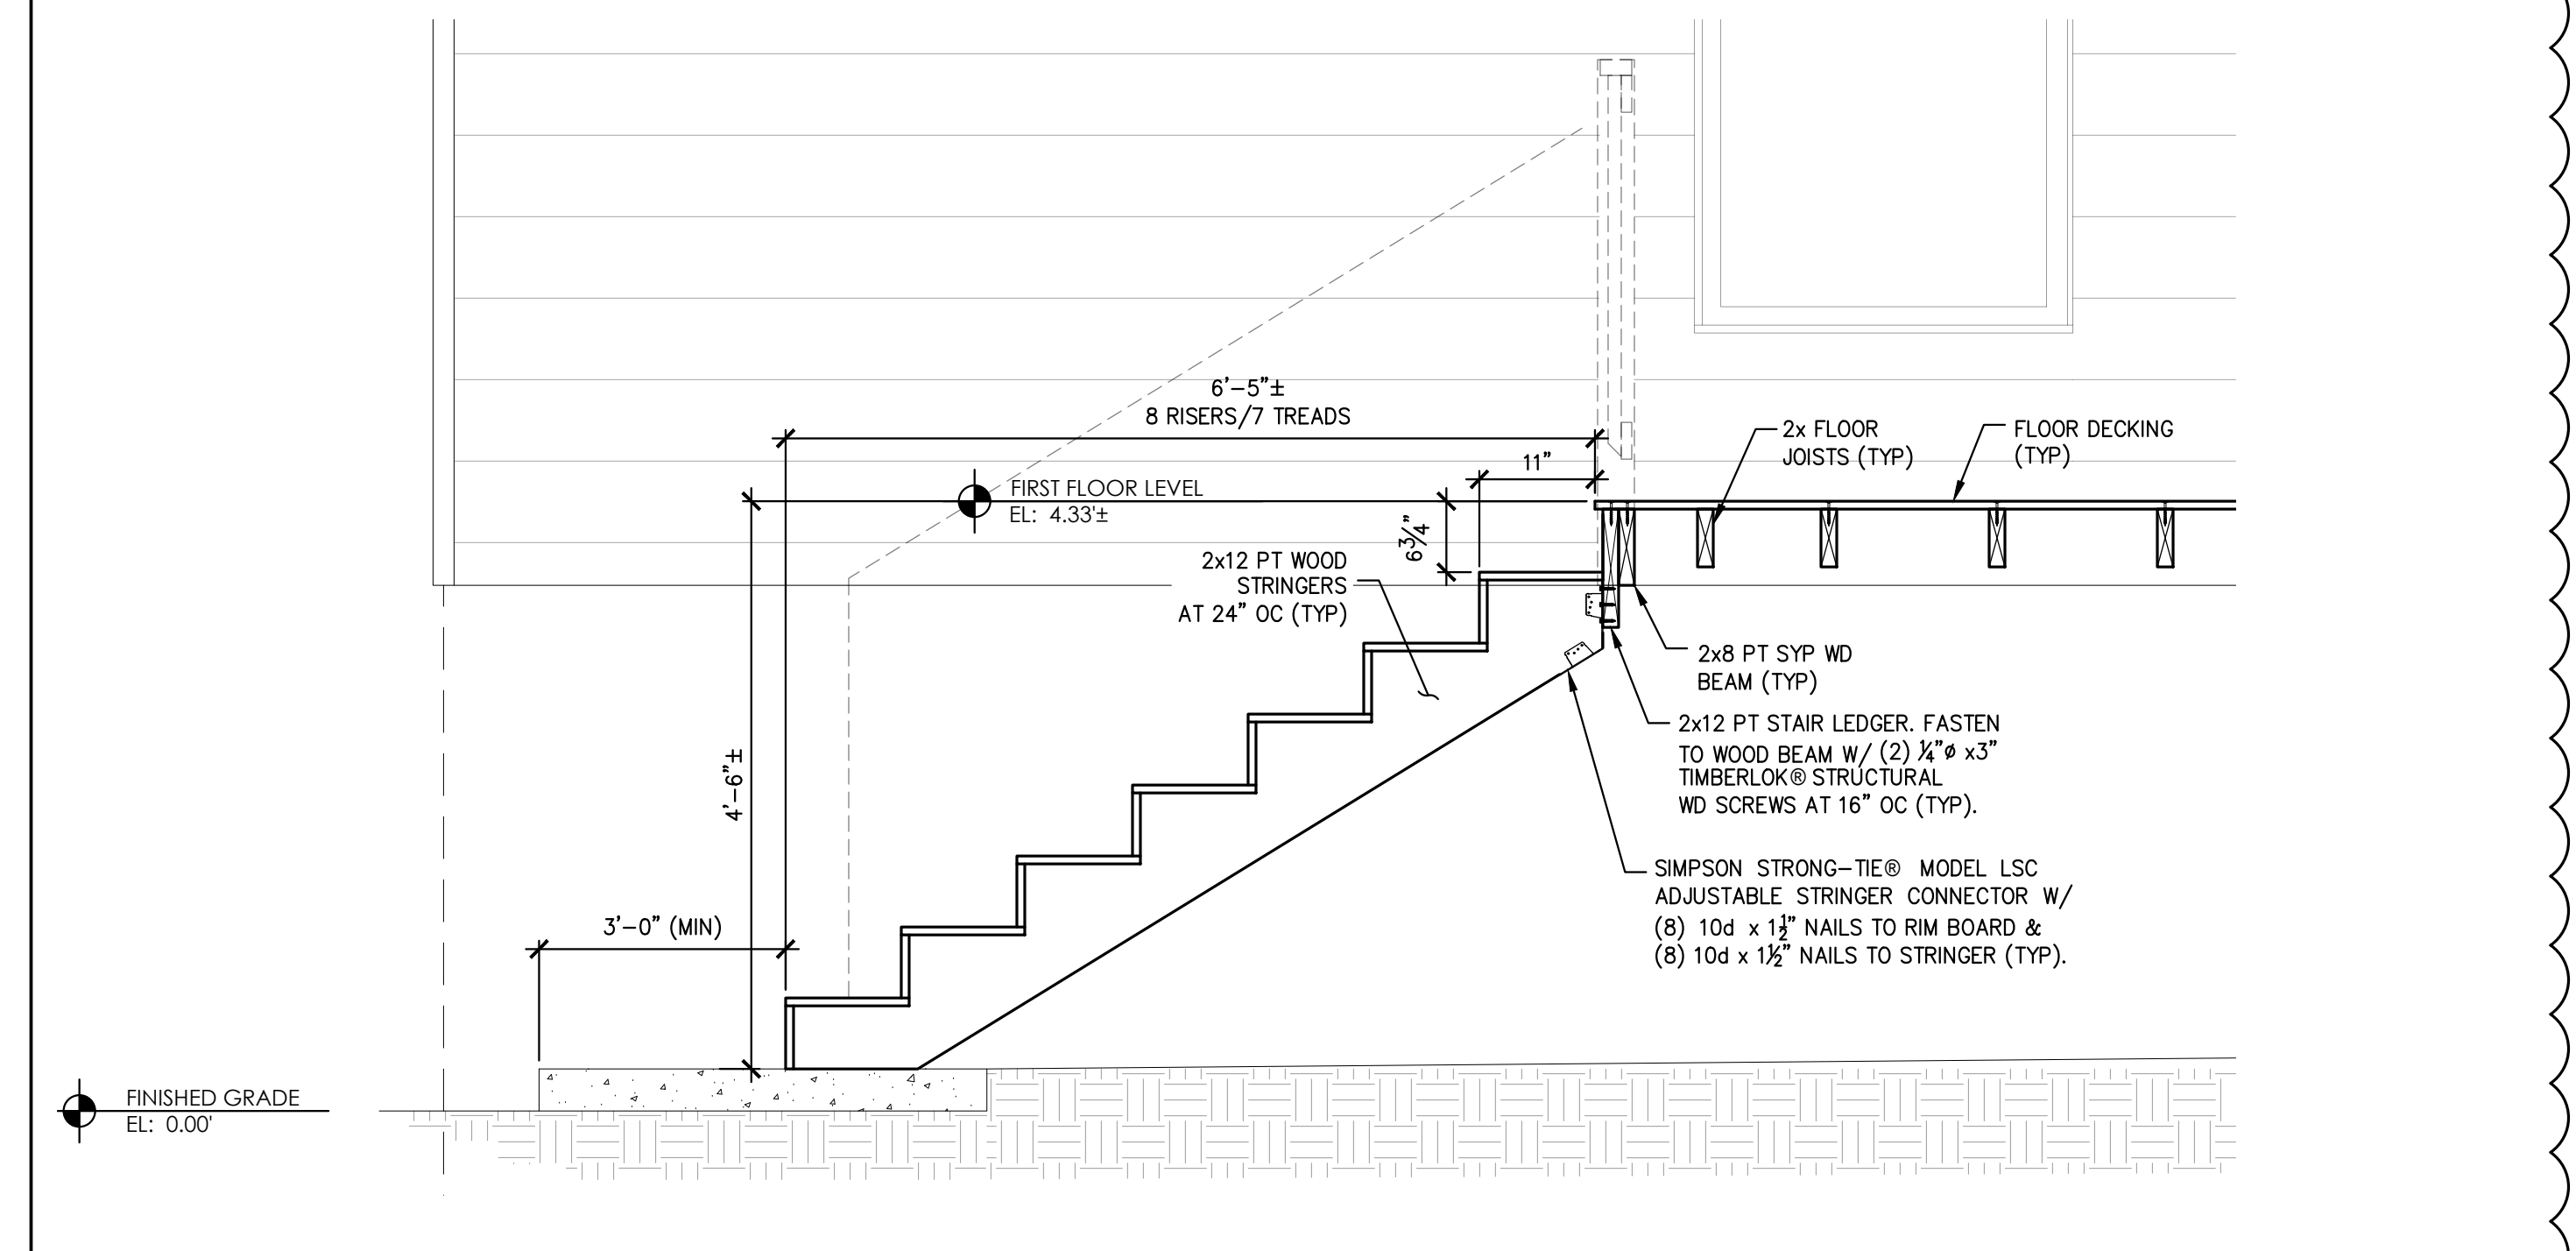 6'-5"±
8 RISERS/7 TREADS
11"
2x FLOOR
JOISTS (TYP)
FLOOR DECKING
(TYP)
FIRST FLOOR LEVEL
EL: 4.33'±
6¾"
2x12 PT WOOD
STRINGERS
AT 24" OC (TYP)
2x8 PT SYP WD
BEAM (TYP)
2x12 PT STAIR LEDGER. FASTEN
TO WOOD BEAM W/ (2) ¼"ø x3"
TIMBERLOK® STRUCTURAL
WD SCREWS AT 16" OC (TYP).
4'-6"±
SIMPSON STRONG-TIE® MODEL LSC
ADJUSTABLE STRINGER CONNECTOR W/
(8) 10d x 1½" NAILS TO RIM BOARD &
(8) 10d x 1½" NAILS TO STRINGER (TYP).
3'-0" (MIN)
FINISHED GRADE
EL: 0.00'